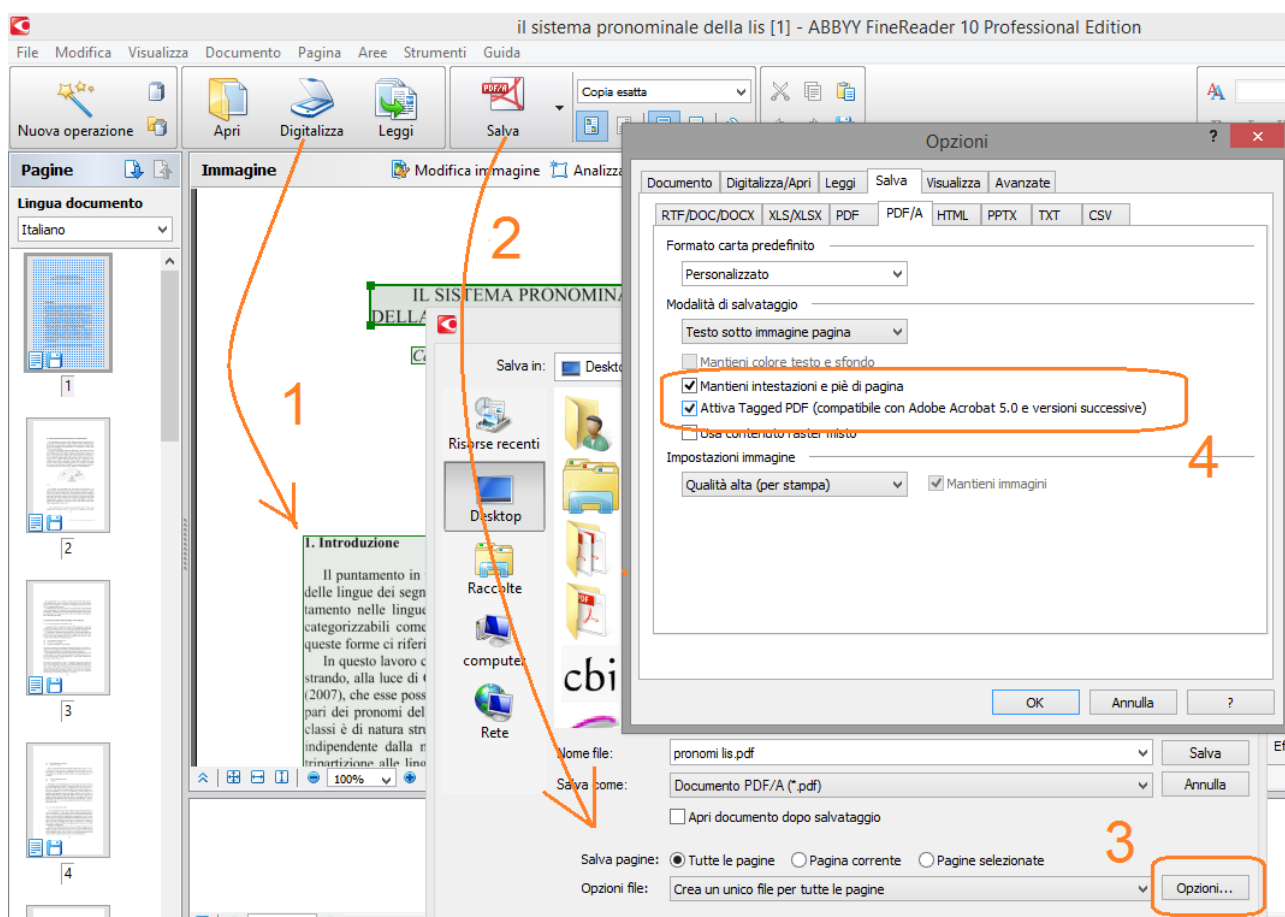 il sistema pronominale della lis [1] - ABBYY FineReader 10 Professional Edition
File Modifica Visualizza Documento Pagina Aree Strumenti Guida
Nuova operazione
Apri
Digitalizza
Leggi
PDF/A
Salva
Copia esatta
Pagine
Immagine
Modifica immagine
Analizza
Lingua documento
Italiano
1
2
3
4
IL SISTEMA PRONOMIN
DELLA
1. Introduzione
Il puntamento in
delle lingue dei segn
tamento nelle lingue
categorizzabili come
queste forme ci riferi
In questo lavoro c
strando, alla luce di
(2007), che esse poss
pari dei pronomi del
classi è di natura stru
indipendente dalla
tripartizione alle ling
100%
1
2
Salva in:
Desktop
Risorse recenti
Desktop
Raccolte
computer
Rete
PDF
cbi
Nome file:
pronomi lis.pdf
Salva
Salva come:
Documento PDF/A (*.pdf)
Annulla
Apri documento dopo salvataggio
Salva pagine:
Tutte le pagine
Pagina corrente
Pagine selezionate
3
Opzioni file:
Crea un unico file per tutte le pagine
Opzioni...
Opzioni
?
Documento Digitalizza/Apri Leggi Salva Visualizza Avanzate
RTF/DOC/DOCX XLS/XLSX PDF PDF/A HTML PPTX TXT CSV
Formato carta predefinito
Personalizzato
Modalità di salvataggio
Testo sotto immagine pagina
Mantieni colore testo e sfondo
Mantieni intestazioni e piè di pagina
Attiva Tagged PDF (compatibile con Adobe Acrobat 5.0 e versioni successive)
Usa contenuto raster misto
4
Impostazioni immagine
Qualità alta (per stampa)
Mantieni immagini
OK
Annulla
?